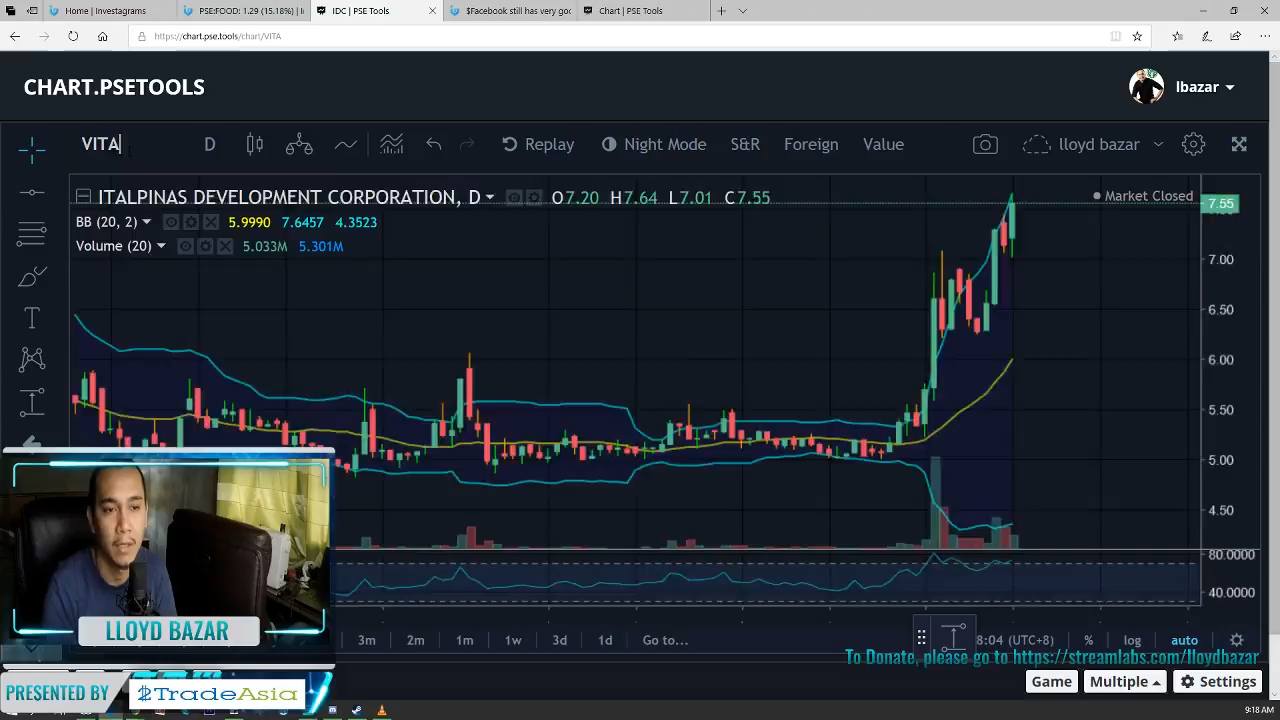 Home | Investagrams
PSE:FOOD: 1.29 (15.18%) | I
IDC | PSE Tools
$Facebook still has very goo
Chart | PSE Tools
https://chart.pse.tools/chart/VITA
CHART.PSETOOLS
lbazar
VITA
D
Replay
Night Mode
S&R
Foreign
Value
lloyd bazar
ITALPINAS DEVELOPMENT CORPORATION, D
O7.20 H7.64 L7.01 C7.55
Market Closed
BB (20, 2)
5.9990 7.6457 4.3523
Volume (20)
5.033M 5.301M
7.55
7.00
6.50
6.00
5.50
5.00
4.50
80.0000
40.0000
3m 2m 1m 1w 3d 1d Go to...
8:04 (UTC+8)
% log auto
To Donate, please go to https://streamlabs.com/lloydbazar
LLOYD BAZAR
PRESENTED BY
$TradeAsia
Game
Multiple
Settings
9:18 AM